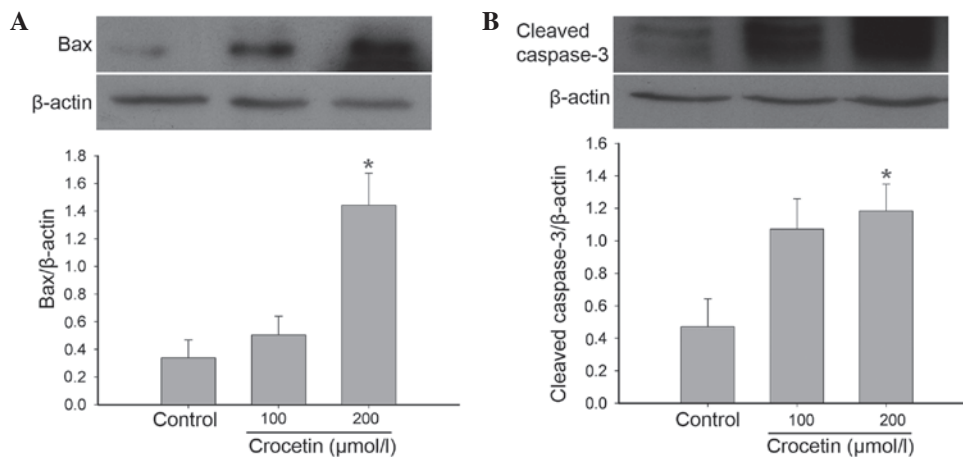 A
Bax
β-actin
Bax/β-actin
1.8
1.6
1.4
1.2
1.0
0.8
0.6
0.4
0.2
0.0
*
Control
100
200
Crocetin (μmol/l)
B
Cleaved
caspase-3
β-actin
Cleaved caspase-3/β-actin
1.6
1.4
1.2
1.0
0.8
0.6
0.4
0.2
0.0
*
Control
100
200
Crocetin (μmol/l)